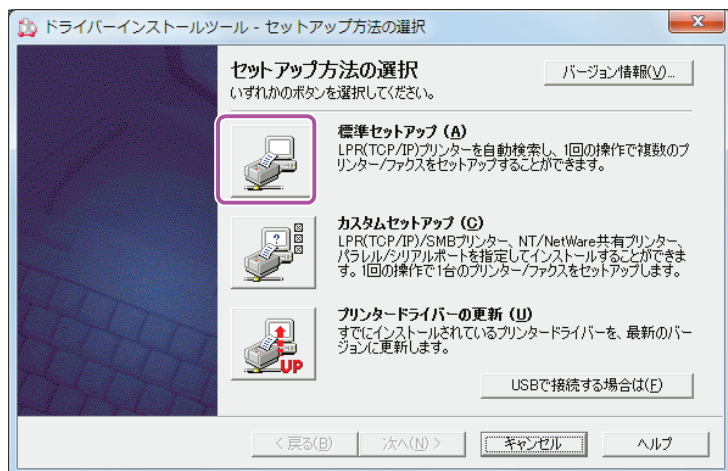 ドライバーインストールツール - セットアップ方法の選択
セットアップ方法の選択
バージョン情報(V)...
いずれかのボタンを選択してください。
標準セットアップ (A)
LPR(TCP/IP)プリンターを自動検索し、1回の操作で複数のプ
リンター/ファクスをセットアップすることができます。
カスタムセットアップ (C)
LPR(TCP/IP)/SMBプリンター、NT/NetWare共有プリンター、
パラレル/シリアルポートを指定してインストールすることができま
す。1回の操作で1台のプリンター/ファクスをセットアップします。
プリンタードライバーの更新 (U)
すでにインストールされているプリンタードライバーを、最新のバー
ジョンに更新します。
UP
USBで接続する場合は(F)
< 戻る(B)
次へ(N) >
キャンセル
ヘルプ